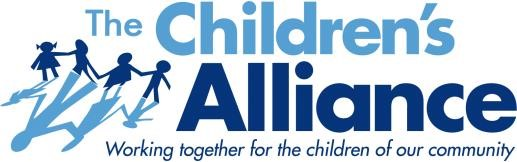 The Children's
Alliance
Working together for the children of our community